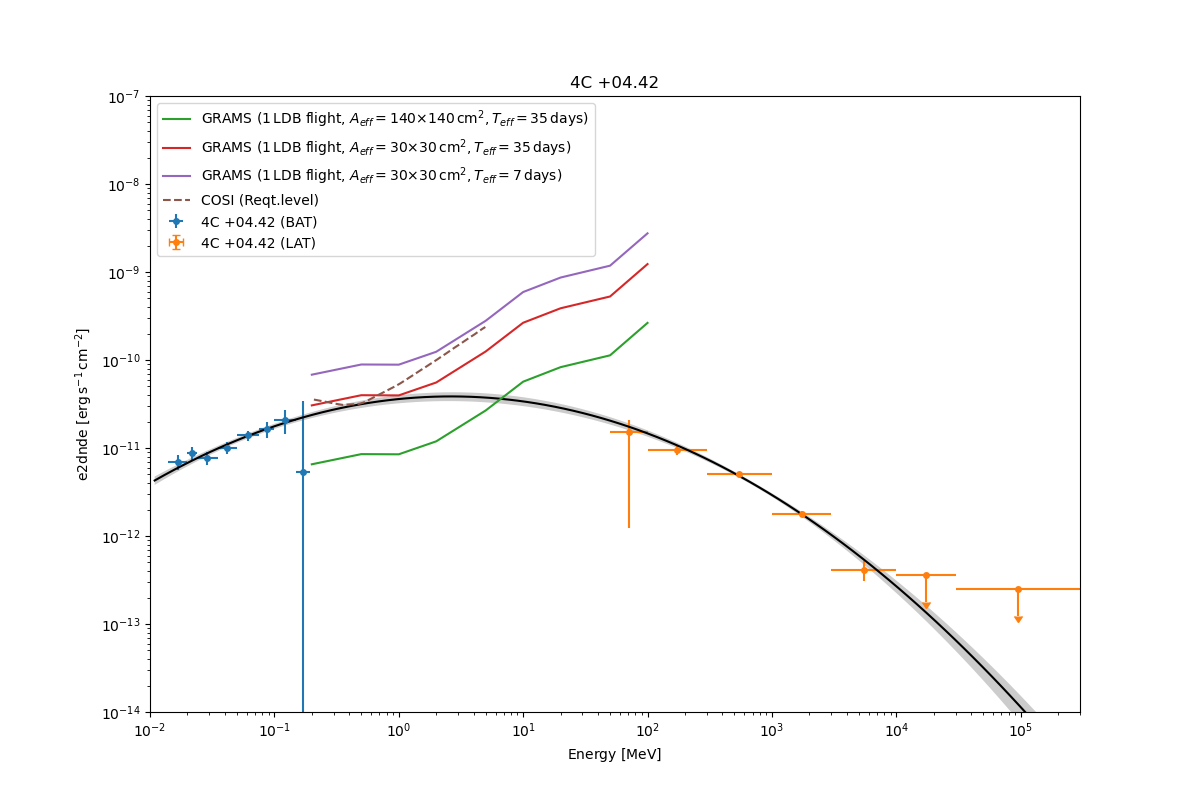 4C +04.42
GRAMS (1 LDB flight, A_eff = 140×140 cm², T_eff = 35 days)
GRAMS (1 LDB flight, A_eff = 30×30 cm², T_eff = 35 days)
GRAMS (1 LDB flight, A_eff = 30×30 cm², T_eff = 7 days)
COSI (Reqt.level)
4C +04.42 (BAT)
4C +04.42 (LAT)
e2dnde [erg s⁻¹ cm⁻²]
10⁻⁷
10⁻⁸
10⁻⁹
10⁻¹⁰
10⁻¹¹
10⁻¹²
10⁻¹³
10⁻¹⁴
10⁻² 10⁻¹ 10⁰ 10¹ 10² 10³ 10⁴ 10⁵
Energy [MeV]